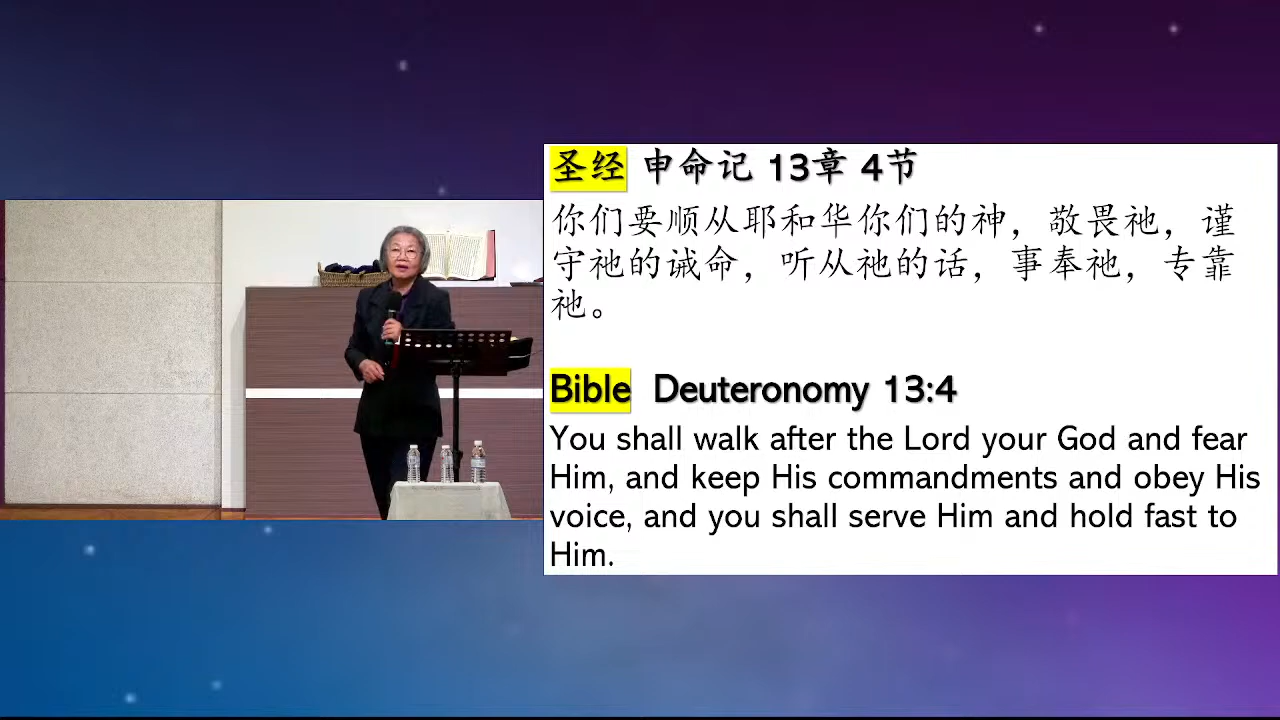 圣经 申命记 13章 4节
你们要顺从耶和华你们的神，敬畏祂，谨
守祂的诫命，听从祂的话，事奉祂，专靠
祂。
Bible Deuteronomy 13:4
You shall walk after the Lord your God and fear
Him, and keep His commandments and obey His
voice, and you shall serve Him and hold fast to
Him.